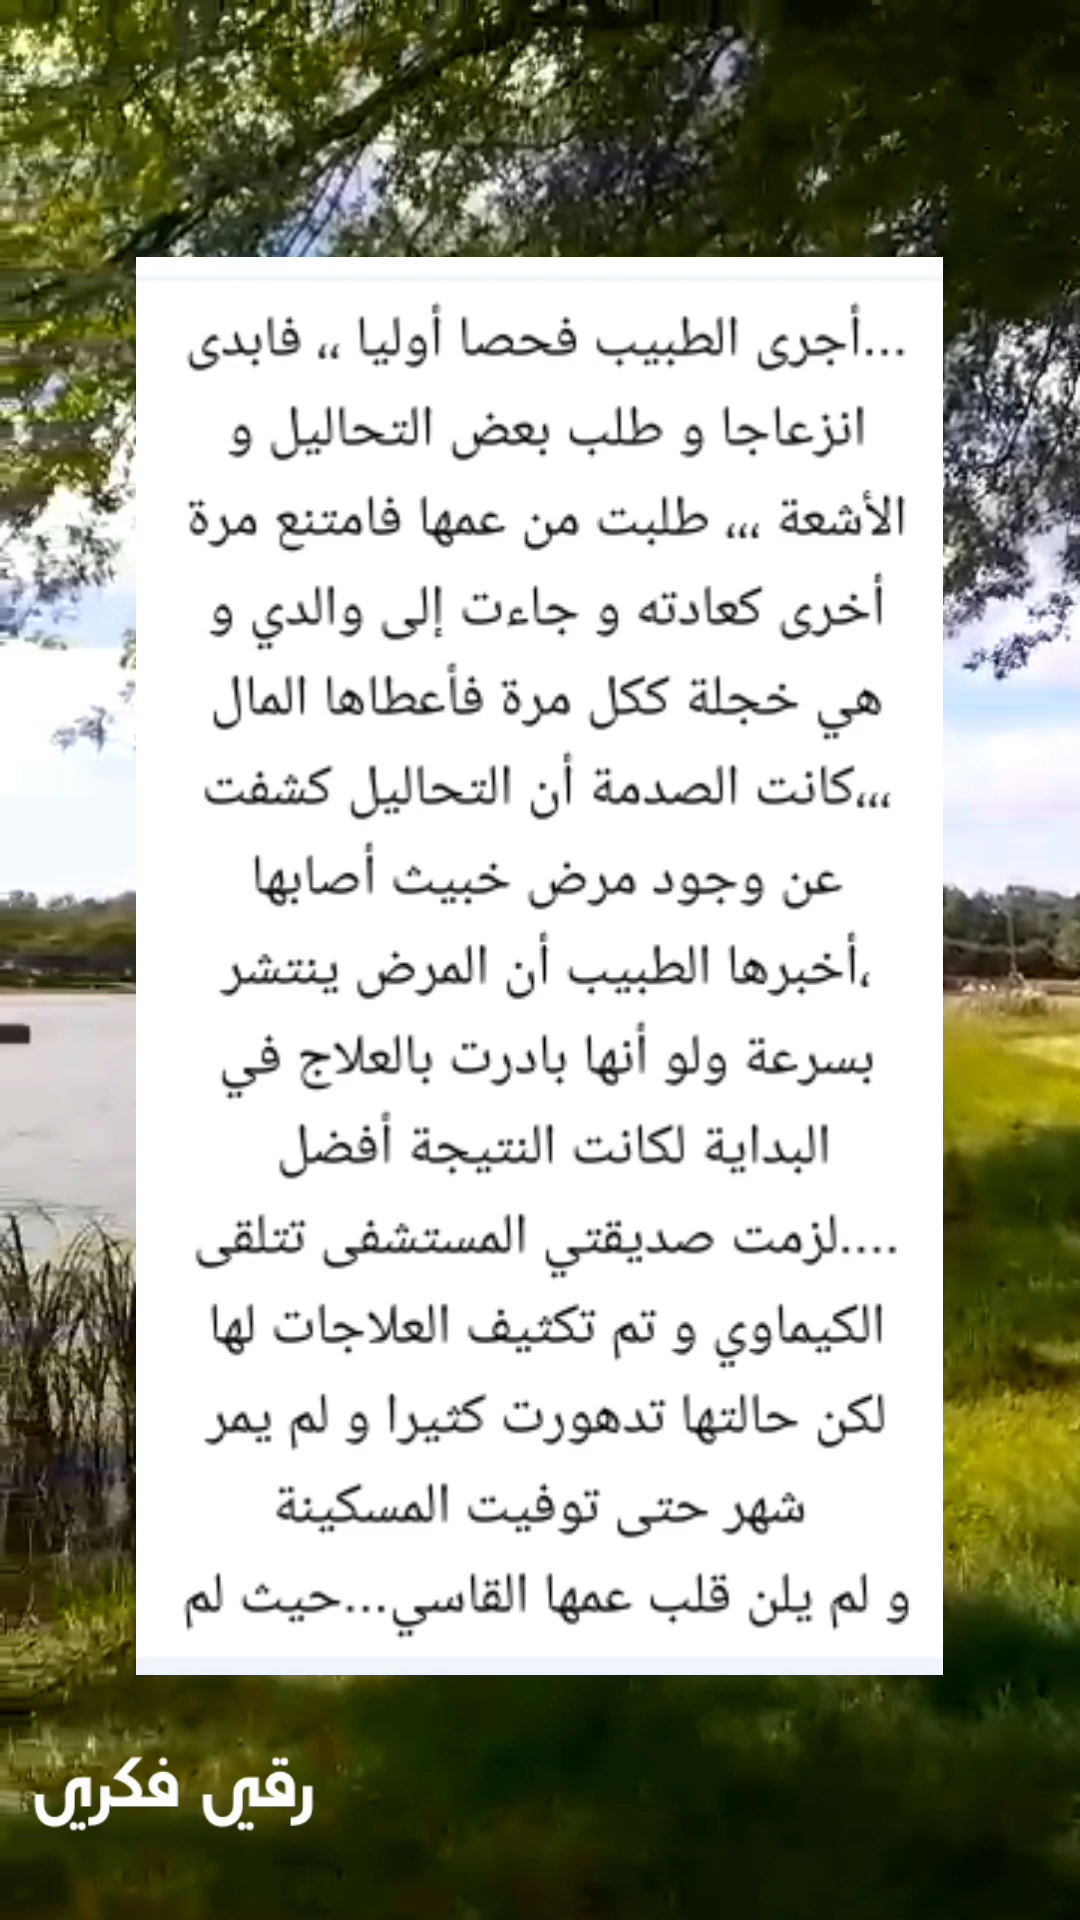 ...أجرى الطبيب فحصا أوليا ،، فابدى
انزعاجا و طلب بعض التحاليل و
الأشعة ،،، طلبت من عمها فامتنع مرة
أخرى كعادته و جاءت إلى والدي و
هي خجلة ككل مرة فأعطاها المال
،،،كانت الصدمة أن التحاليل كشفت
عن وجود مرض خبيث أصابها
،أخبرها الطبيب أن المرض ينتشر
بسرعة ولو أنها بادرت بالعلاج في
البداية لكانت النتيجة أفضل
....لزمت صديقتي المستشفى تتلقى
الكيماوي و تم تكثيف العلاجات لها
لكن حالتها تدهورت كثيرا و لم يمر
شهر حتى توفيت المسكينة
و لم يلن قلب عمها القاسي...حيث لم
رقي فكري